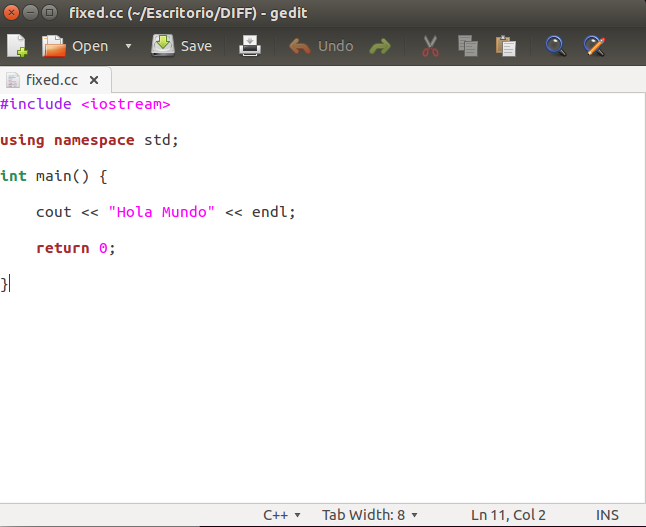 fixed.cc (~/Escritorio/DIFF) - gedit
Open Save Undo
fixed.cc
#include <iostream>
using namespace std;
int main() {
    cout << "Hola Mundo" << endl;
    return 0;
}
C++ Tab Width: 8 Ln 11, Col 2 INS